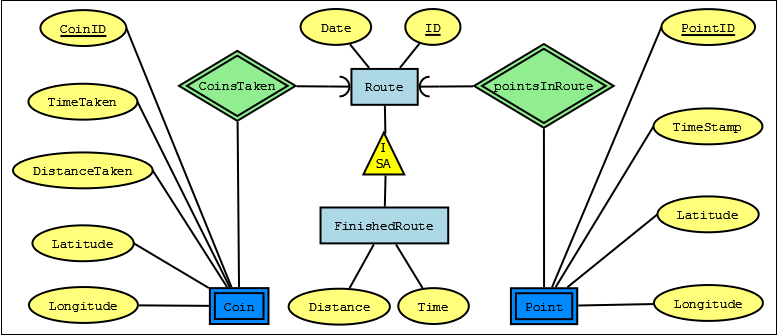 CoinID
Date
ID
PointID
CoinsTaken
Route
pointsInRoute
TimeTaken
TimeStamp
I
SA
DistanceTaken
Latitude
FinishedRoute
Latitude
Longitude
Coin
Distance
Time
Point
Longitude